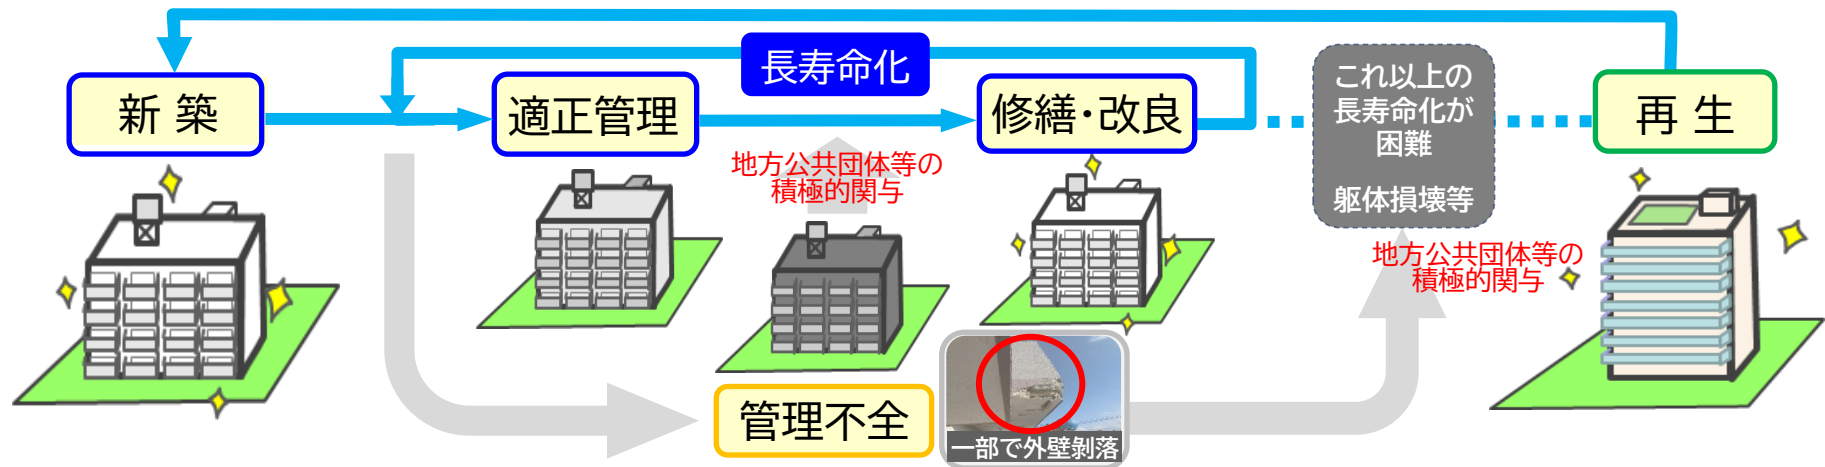 長寿命化
新築
適正管理
修繕・改良
これ以上の
長寿命化が
困難
躯体損壊等
再生
地方公共団体等の
積極的関与
地方公共団体等の
積極的関与
管理不全
一部で外壁剝落